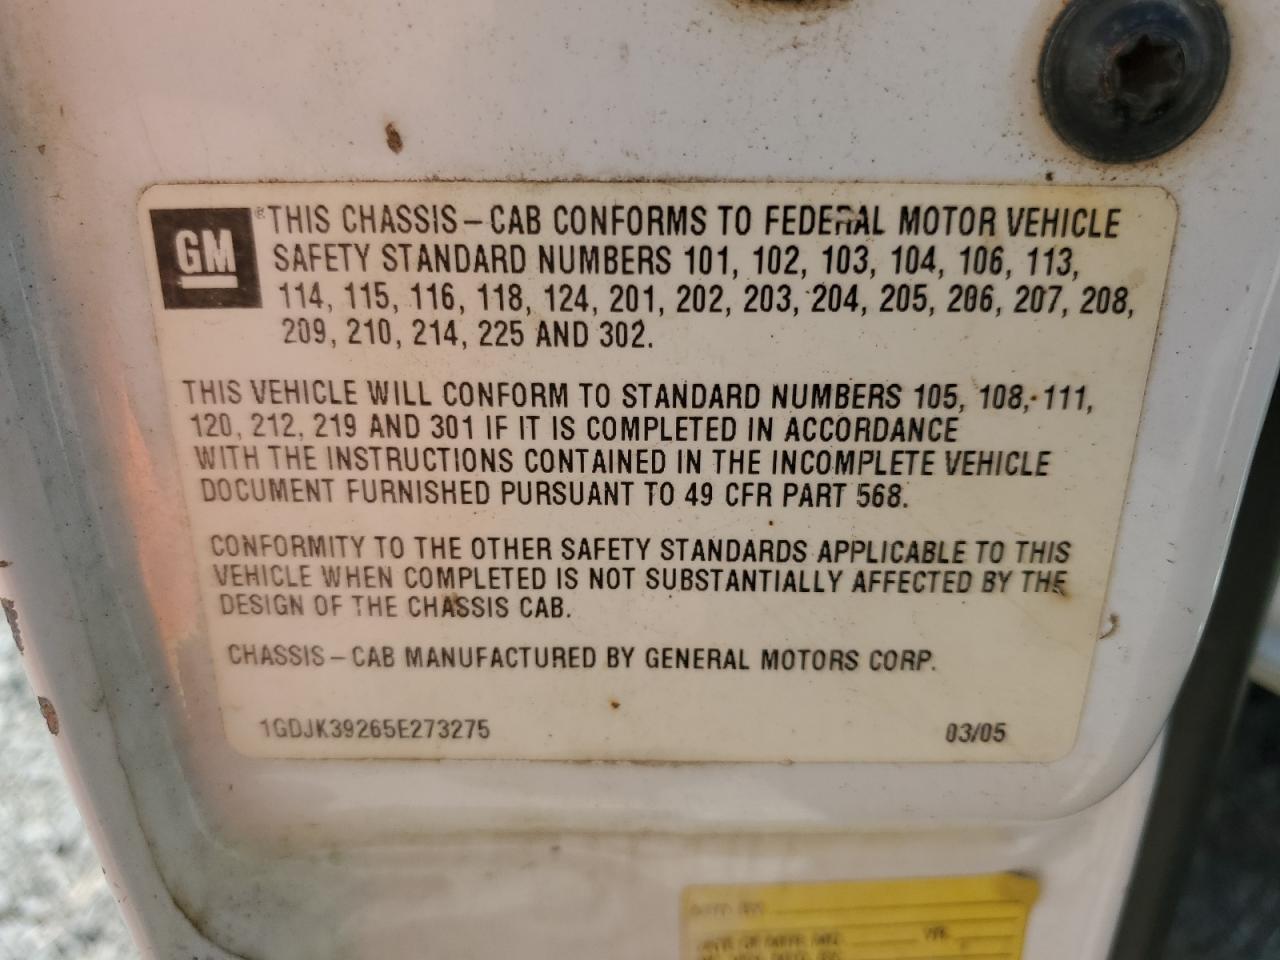 GM
®THIS CHASSIS-CAB CONFORMS TO FEDERAL MOTOR VEHICLE
SAFETY STANDARD NUMBERS 101, 102, 103, 104, 106, 113,
114, 115, 116, 118, 124, 201, 202, 203, 204, 205, 206, 207, 208,
209, 210, 214, 225 AND 302.
THIS VEHICLE WILL CONFORM TO STANDARD NUMBERS 105, 108, 111,
120, 212, 219 AND 301 IF IT IS COMPLETED IN ACCORDANCE
WITH THE INSTRUCTIONS CONTAINED IN THE INCOMPLETE VEHICLE
DOCUMENT FURNISHED PURSUANT TO 49 CFR PART 568.
CONFORMITY TO THE OTHER SAFETY STANDARDS APPLICABLE TO THIS
VEHICLE WHEN COMPLETED IS NOT SUBSTANTIALLY AFFECTED BY THE
DESIGN OF THE CHASSIS CAB.
CHASSIS-CAB MANUFACTURED BY GENERAL MOTORS CORP.
1GDJK39265E273275 03/05